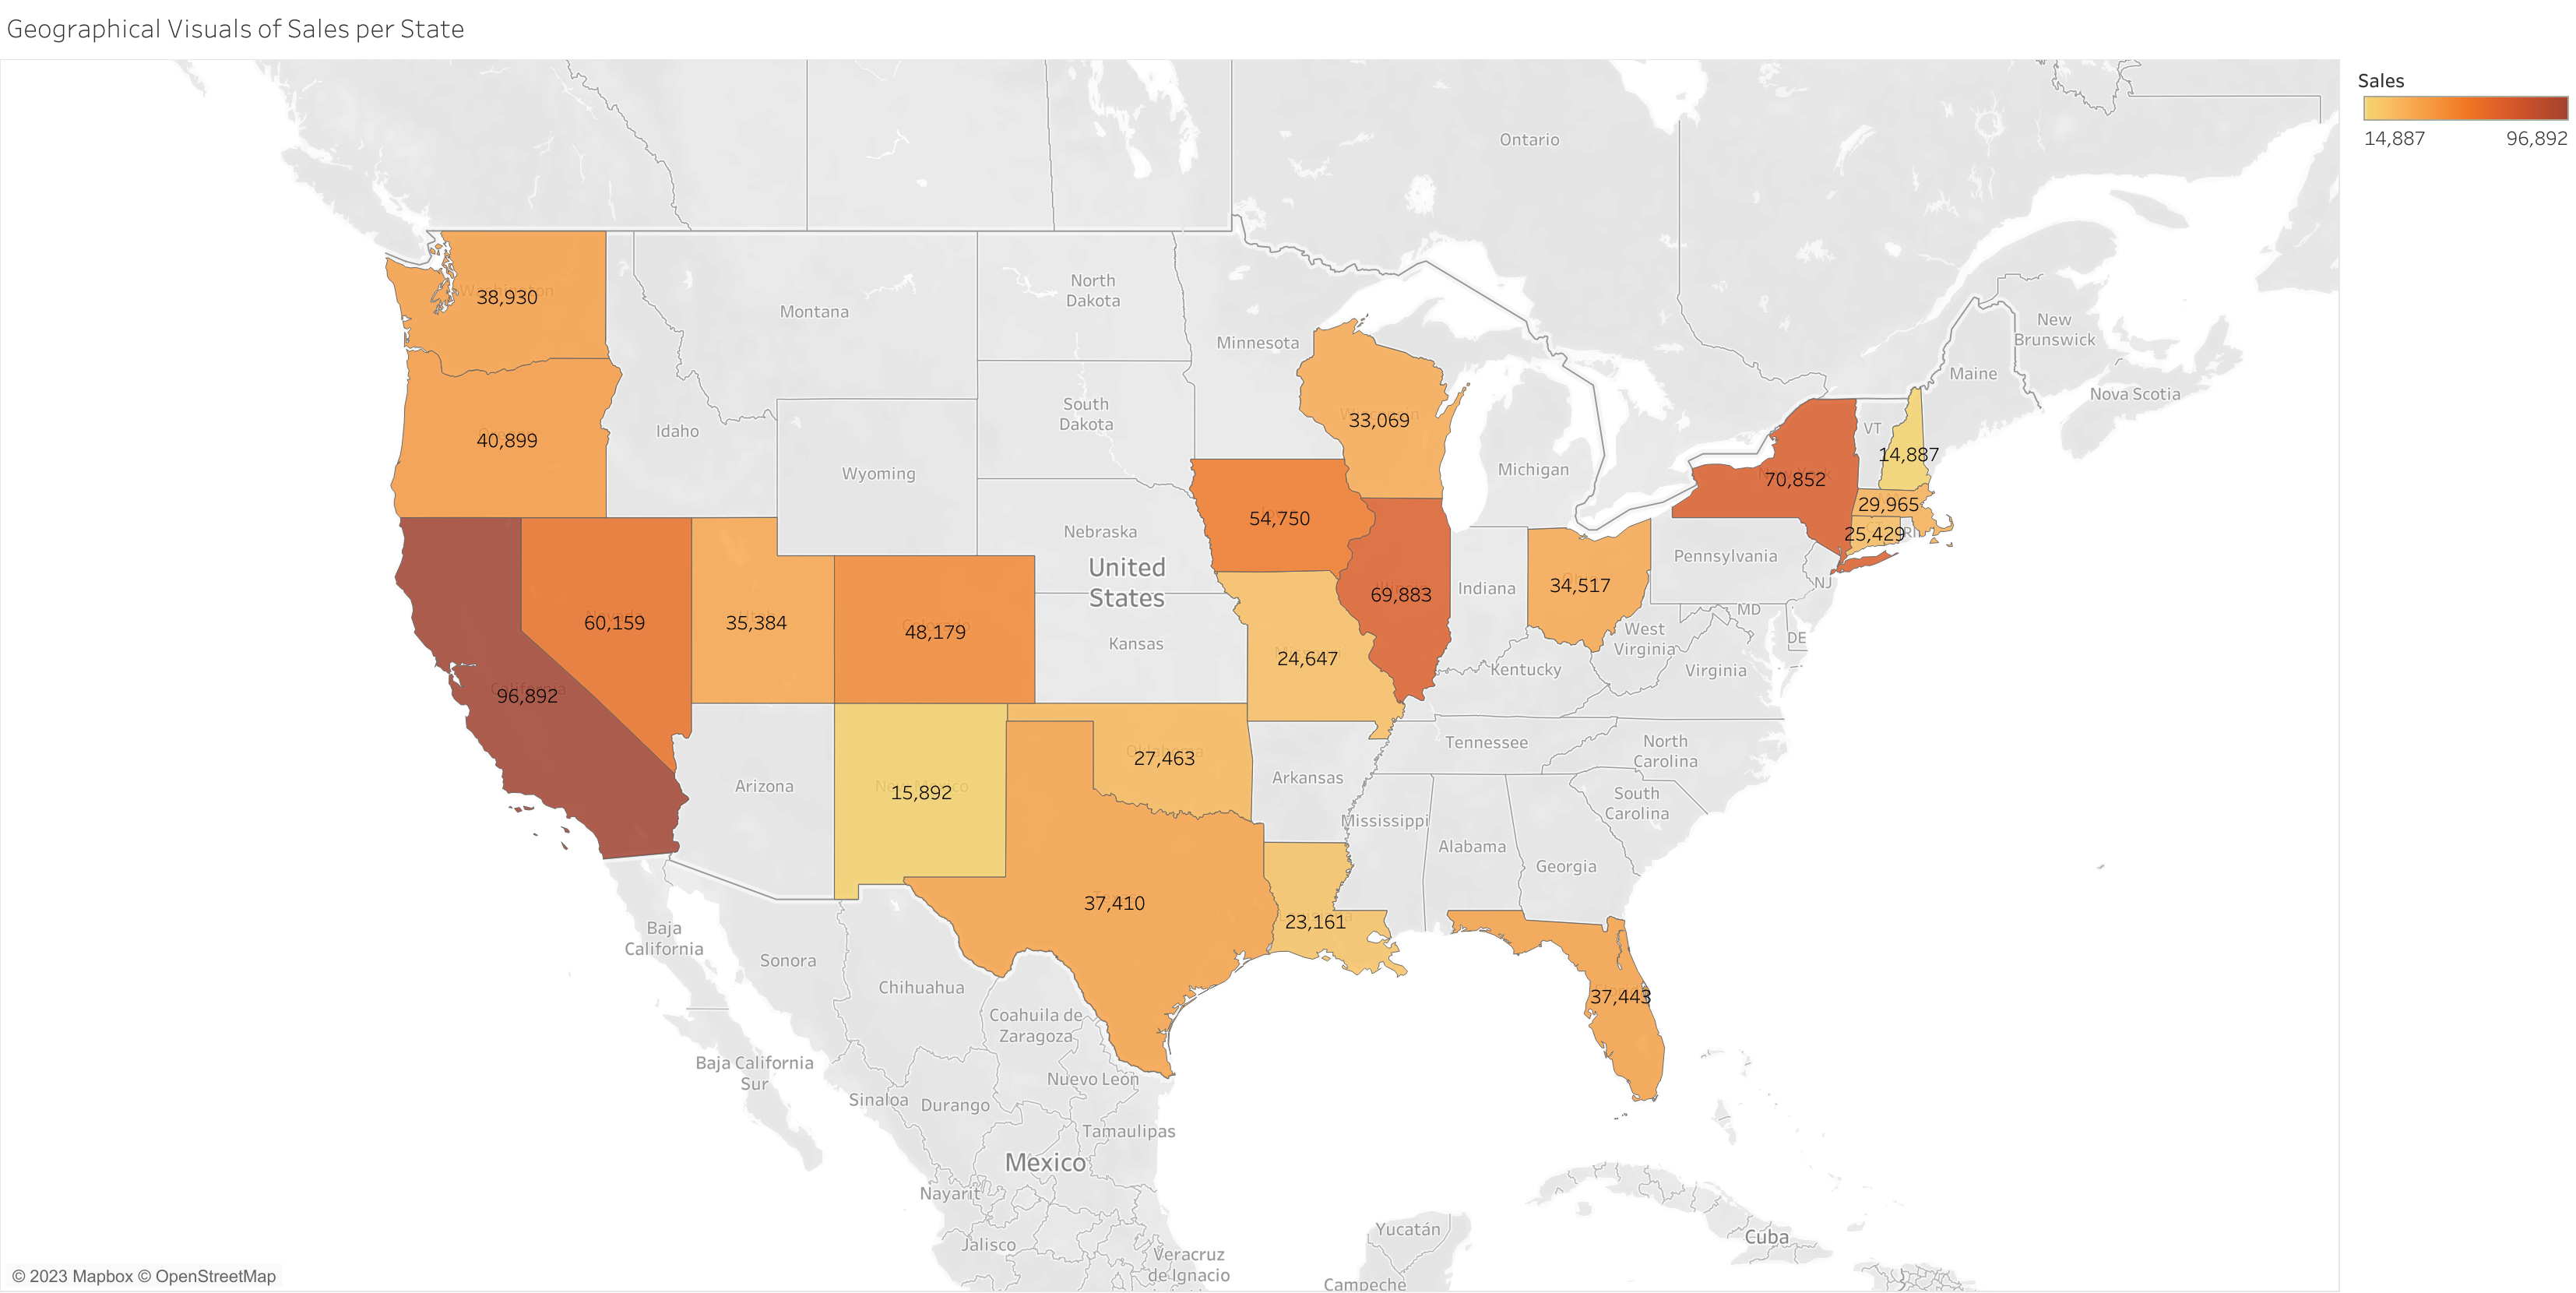 Geographical Visuals of Sales per State
Sales
14,887 96,892
Ontario
38,930
Montana
North
Dakota
Minnesota
New
Brunswick
Maine
Nova Scotia
40,899
Idaho
South
Dakota
33,069
VT
Wyoming
Michigan
14,887
70,852
29,965
54,750
Nebraska
25,429
RI
United
States
Pennsylvania
NJ
60,159
35,384
48,179
Kansas
69,883
Indiana
34,517
MD
DE
West
Virginia
Virginia
24,647
Kentucky
California
96,892
Tennessee
North
Carolina
Oklahoma
27,463
Arkansas
Arizona
New Mexico
15,892
South
Carolina
Mississippi
Alabama
Georgia
37,410
23,161
37,443
Baja
California
Sonora
Chihuahua
Coahuila de
Zaragoza
Baja California
Sur
Nuevo León
Sinaloa
Durango
Tamaulipas
Mexico
Nayarit
Jalisco
Yucatán
Cuba
Veracruz
de Ignacio
Campeche
© 2023 Mapbox © OpenStreetMap